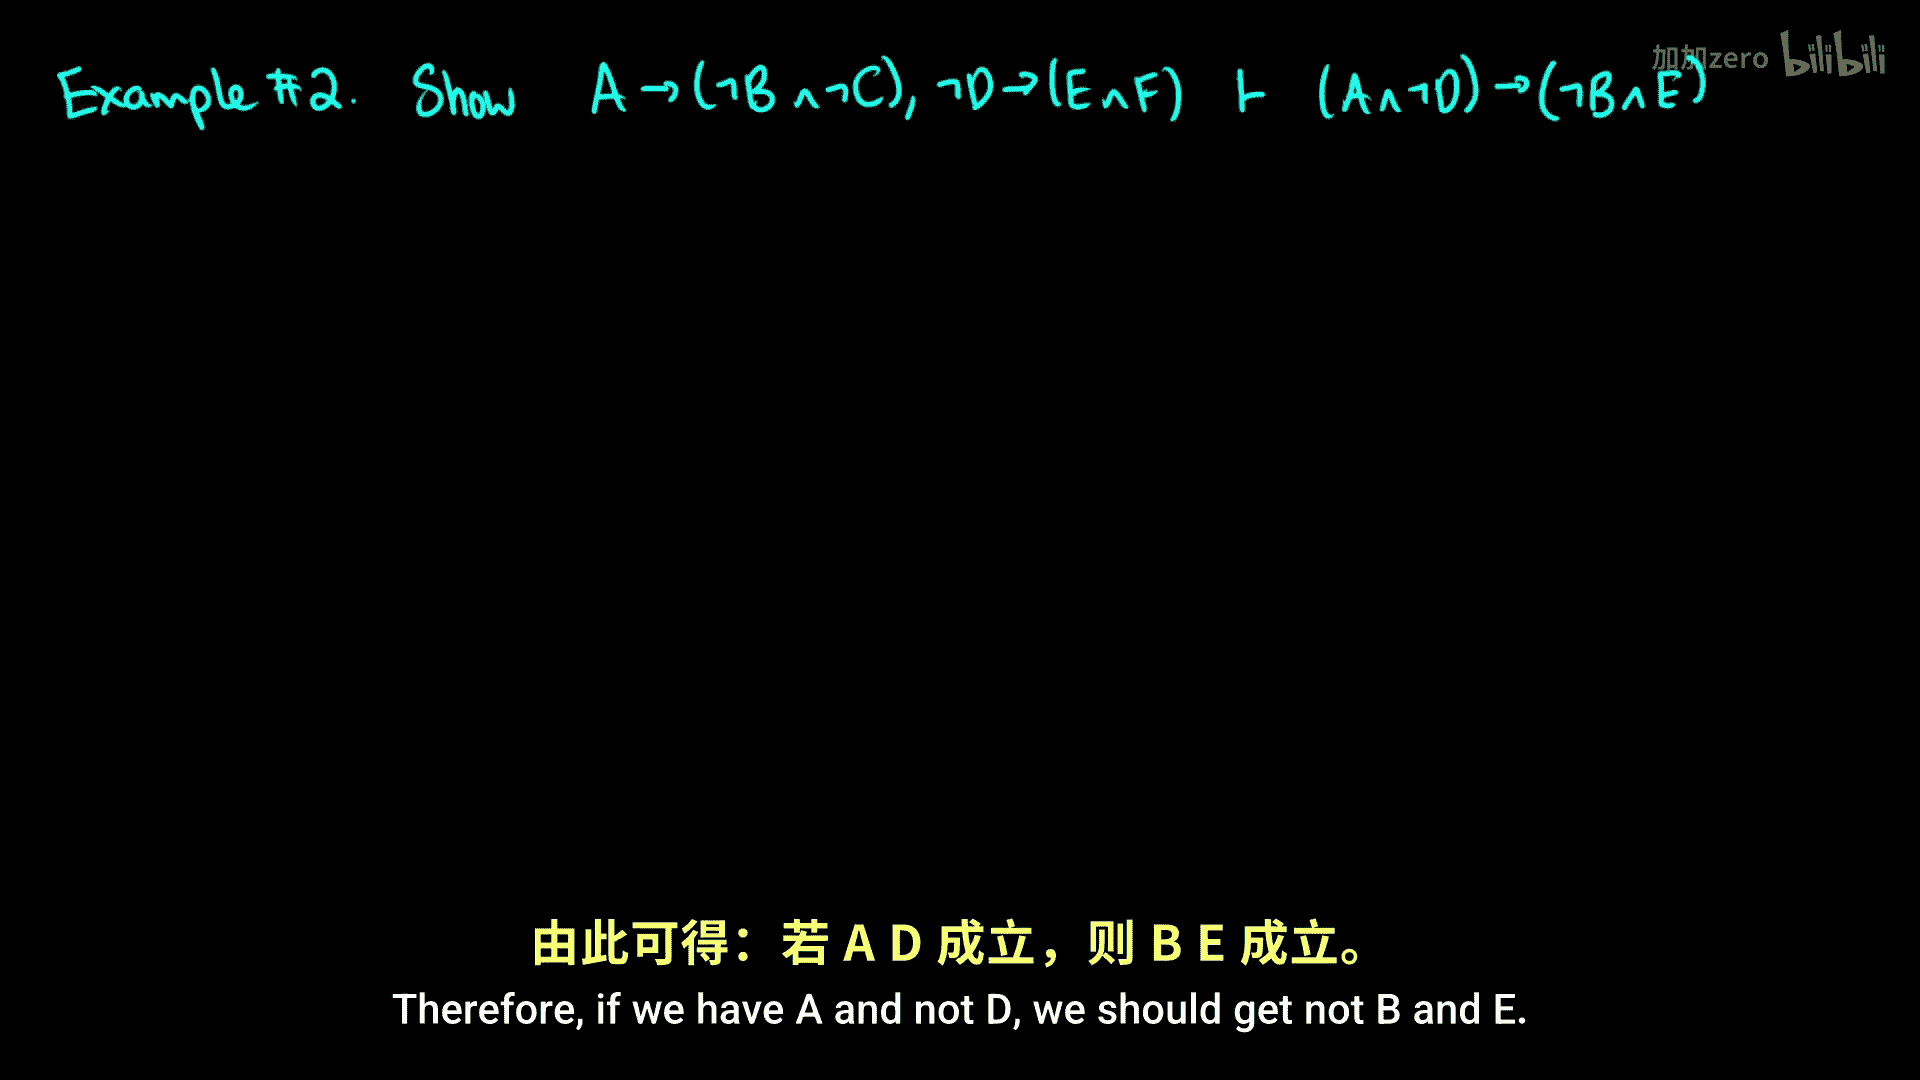 加加zero bilibili
Example #2. Show A → (¬B ∧ ¬C), ¬D → (E ∧ F) ⊢ (A ∧ ¬D) → (¬B ∧ E)
由此可得：若 A D 成立，则 B E 成立。
Therefore, if we have A and not D, we should get not B and E.